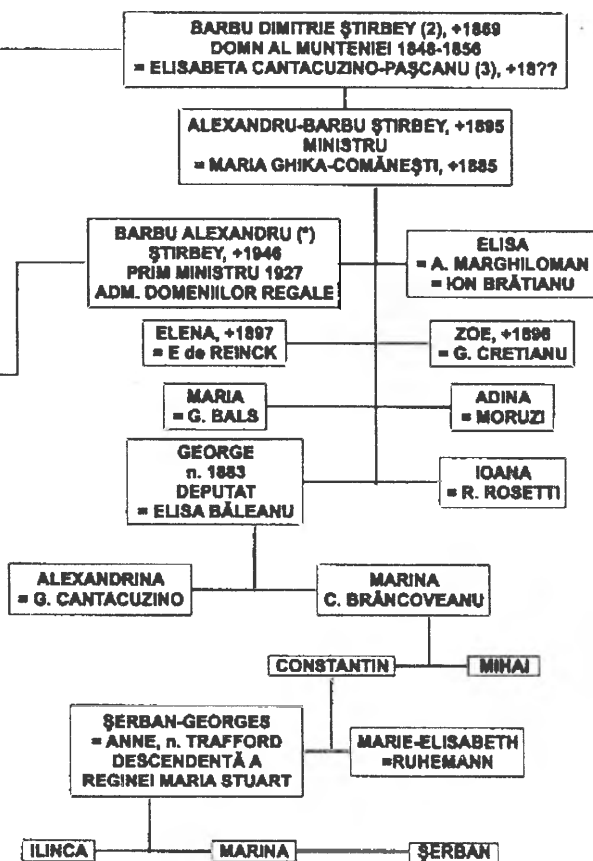 BARBU DIMITRIE ŞTIRBEY (2), +1869
DOMN AL MUNTENIEI 1848-1856
= ELISABETA CANTACUZINO-PAŞCANU (3), +18??
ALEXANDRU-BARBU ŞTIRBEY, +1895
MINISTRU
= MARIA GHIKA-COMĂNEŞTI, +1885
BARBU ALEXANDRU (*)
ŞTIRBEY, +1946
PRIM MINISTRU 1927
ADM. DOMENIILOR REGALE
ELISA
= A. MARGHILOMAN
= ION BRĂTIANU
ELENA, +1897
= E de REINCK
ZOE, +1896
= G. CRETIANU
MARIA
= G. BALS
ADINA
= MORUZI
GEORGE
n. 1883
DEPUTAT
= ELISA BĂLEANU
IOANA
= R. ROSETTI
ALEXANDRINA
= G. CANTACUZINO
MARINA
C. BRÂNCOVEANU
CONSTANTIN
MIHAI
ŞERBAN-GEORGES
= ANNE, n. TRAFFORD
DESCENDENTĂ A
REGINEI MARIA STUART
MARIE-ELISABETH
=RUHEMANN
ILINCA
MARINA
ŞERBAN